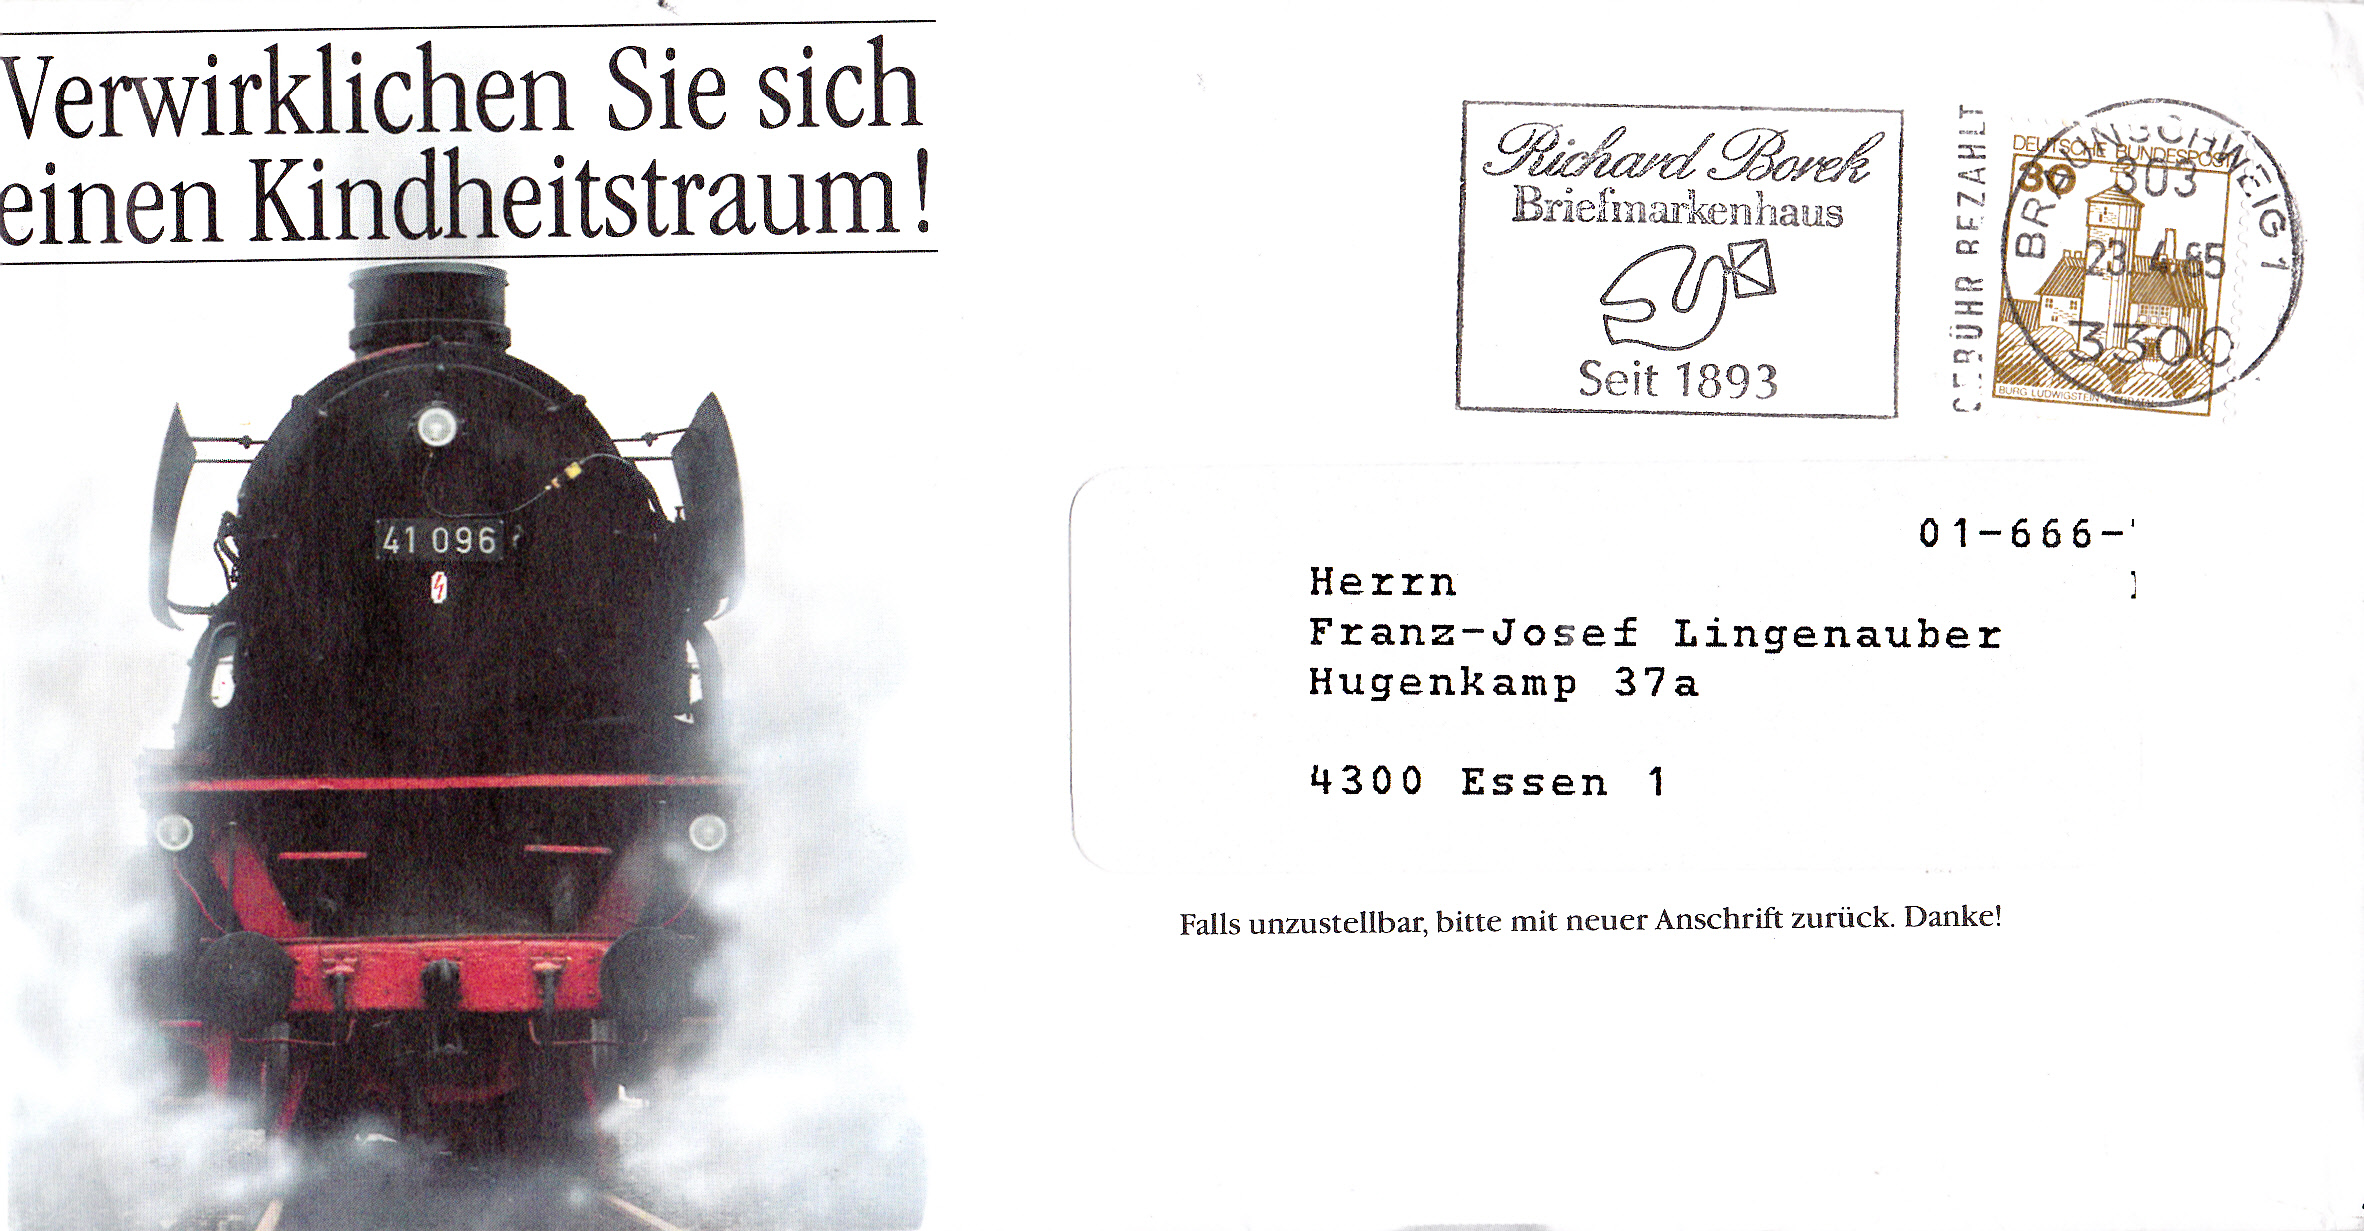 Verwirklichen Sie sich
einen Kindheitstraum!
41 096
Richard Borek
Briefmarkenhaus
Seit 1893
GEBÜHR BEZAHLT
DEUTSCHE BUNDESPOST
30
BURG LUDWIGSTEIN
BRAUNSCHWEIG 1
303
23.4.85
3300
01-666-
Herrn
Franz-Josef Lingenauber
Hugenkamp 37a
4300 Essen 1
Falls unzustellbar, bitte mit neuer Anschrift zurück. Danke!